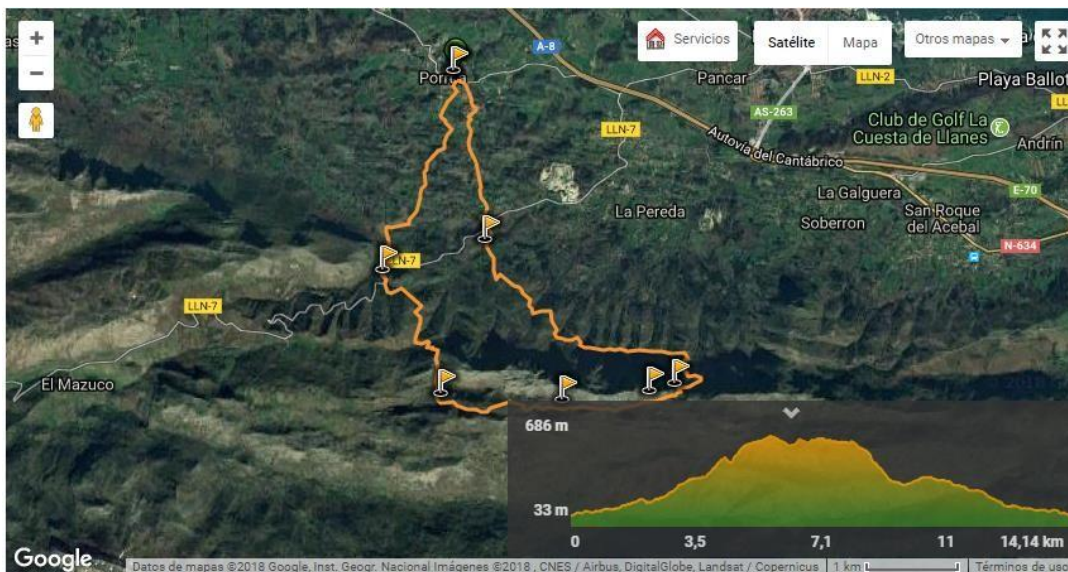 +
−
Servicios
Satélite
Mapa
Otros mapas
A-8
Pancar
LLN-2
Playa Ballot
AS-263
LLN-7
Club de Golf La
Cuesta de Llanes
Autovía del Cantábrico
Andrín
E-70
La Galguera
La Pereda
Soberron
San Roque
del Acebal
N-634
LN-7
LLN-7
El Mazuco
686 m
33 m
0
3,5
7,1
11
14,14 km
Google
Datos de mapas ©2018 Google, Inst. Geogr. Nacional Imágenes ©2018 , CNES / Airbus, DigitalGlobe, Landsat / Copernicus
1 km
Términos de uso